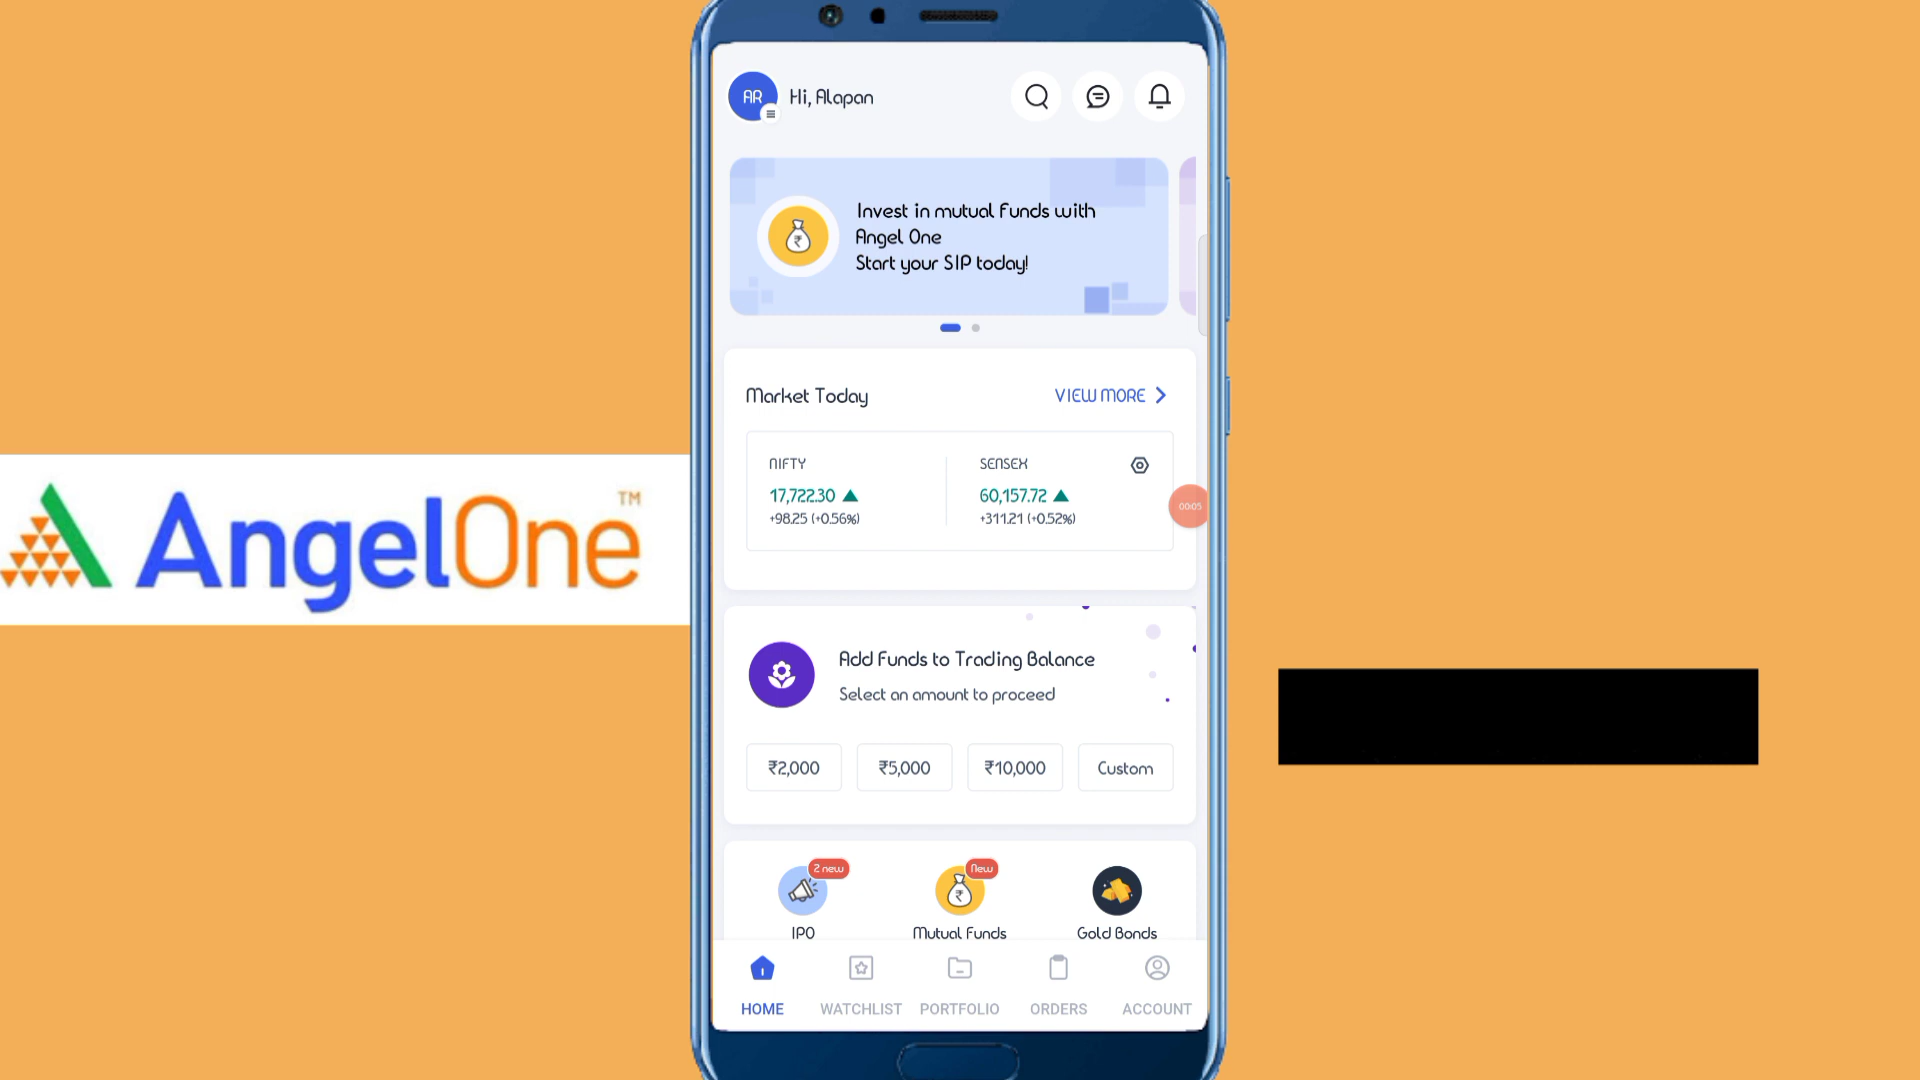 AR
Hi, Alapan
Invest in mutual funds with
Angel One
Start your SIP today!
Market Today
VIEW MORE
NIFTY
17,722.30
+98.25 (+0.56%)
SENSEX
60,157.72
+311.21 (+0.52%)
00:05
AngelOne™
Add Funds to Trading Balance
Select an amount to proceed
₹2,000
₹5,000
₹10,000
Custom
2 new
New
IPO
Mutual Funds
Gold Bonds
HOME
WATCHLIST
PORTFOLIO
ORDERS
ACCOUNT